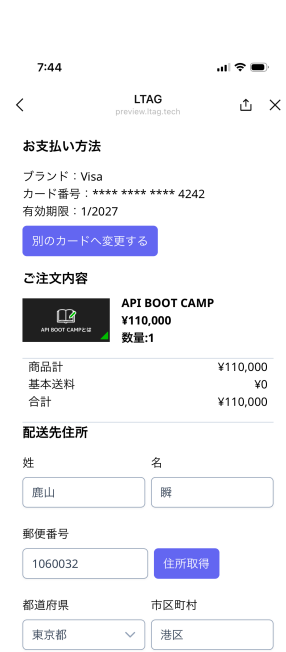 7:44
LTAG
preview.ltag.tech
お支払い方法
ブランド：Visa
カード番号：**** **** **** 4242
有効期限：1/2027
別のカードへ変更する
ご注文内容
API BOOT CAMPとは
API BOOT CAMP
¥110,000
数量:1
商品計 ¥110,000
基本送料 ¥0
合計 ¥110,000
配送先住所
姓 名
鹿山 瞬
郵便番号
1060032 住所取得
都道府県 市区町村
東京都 港区